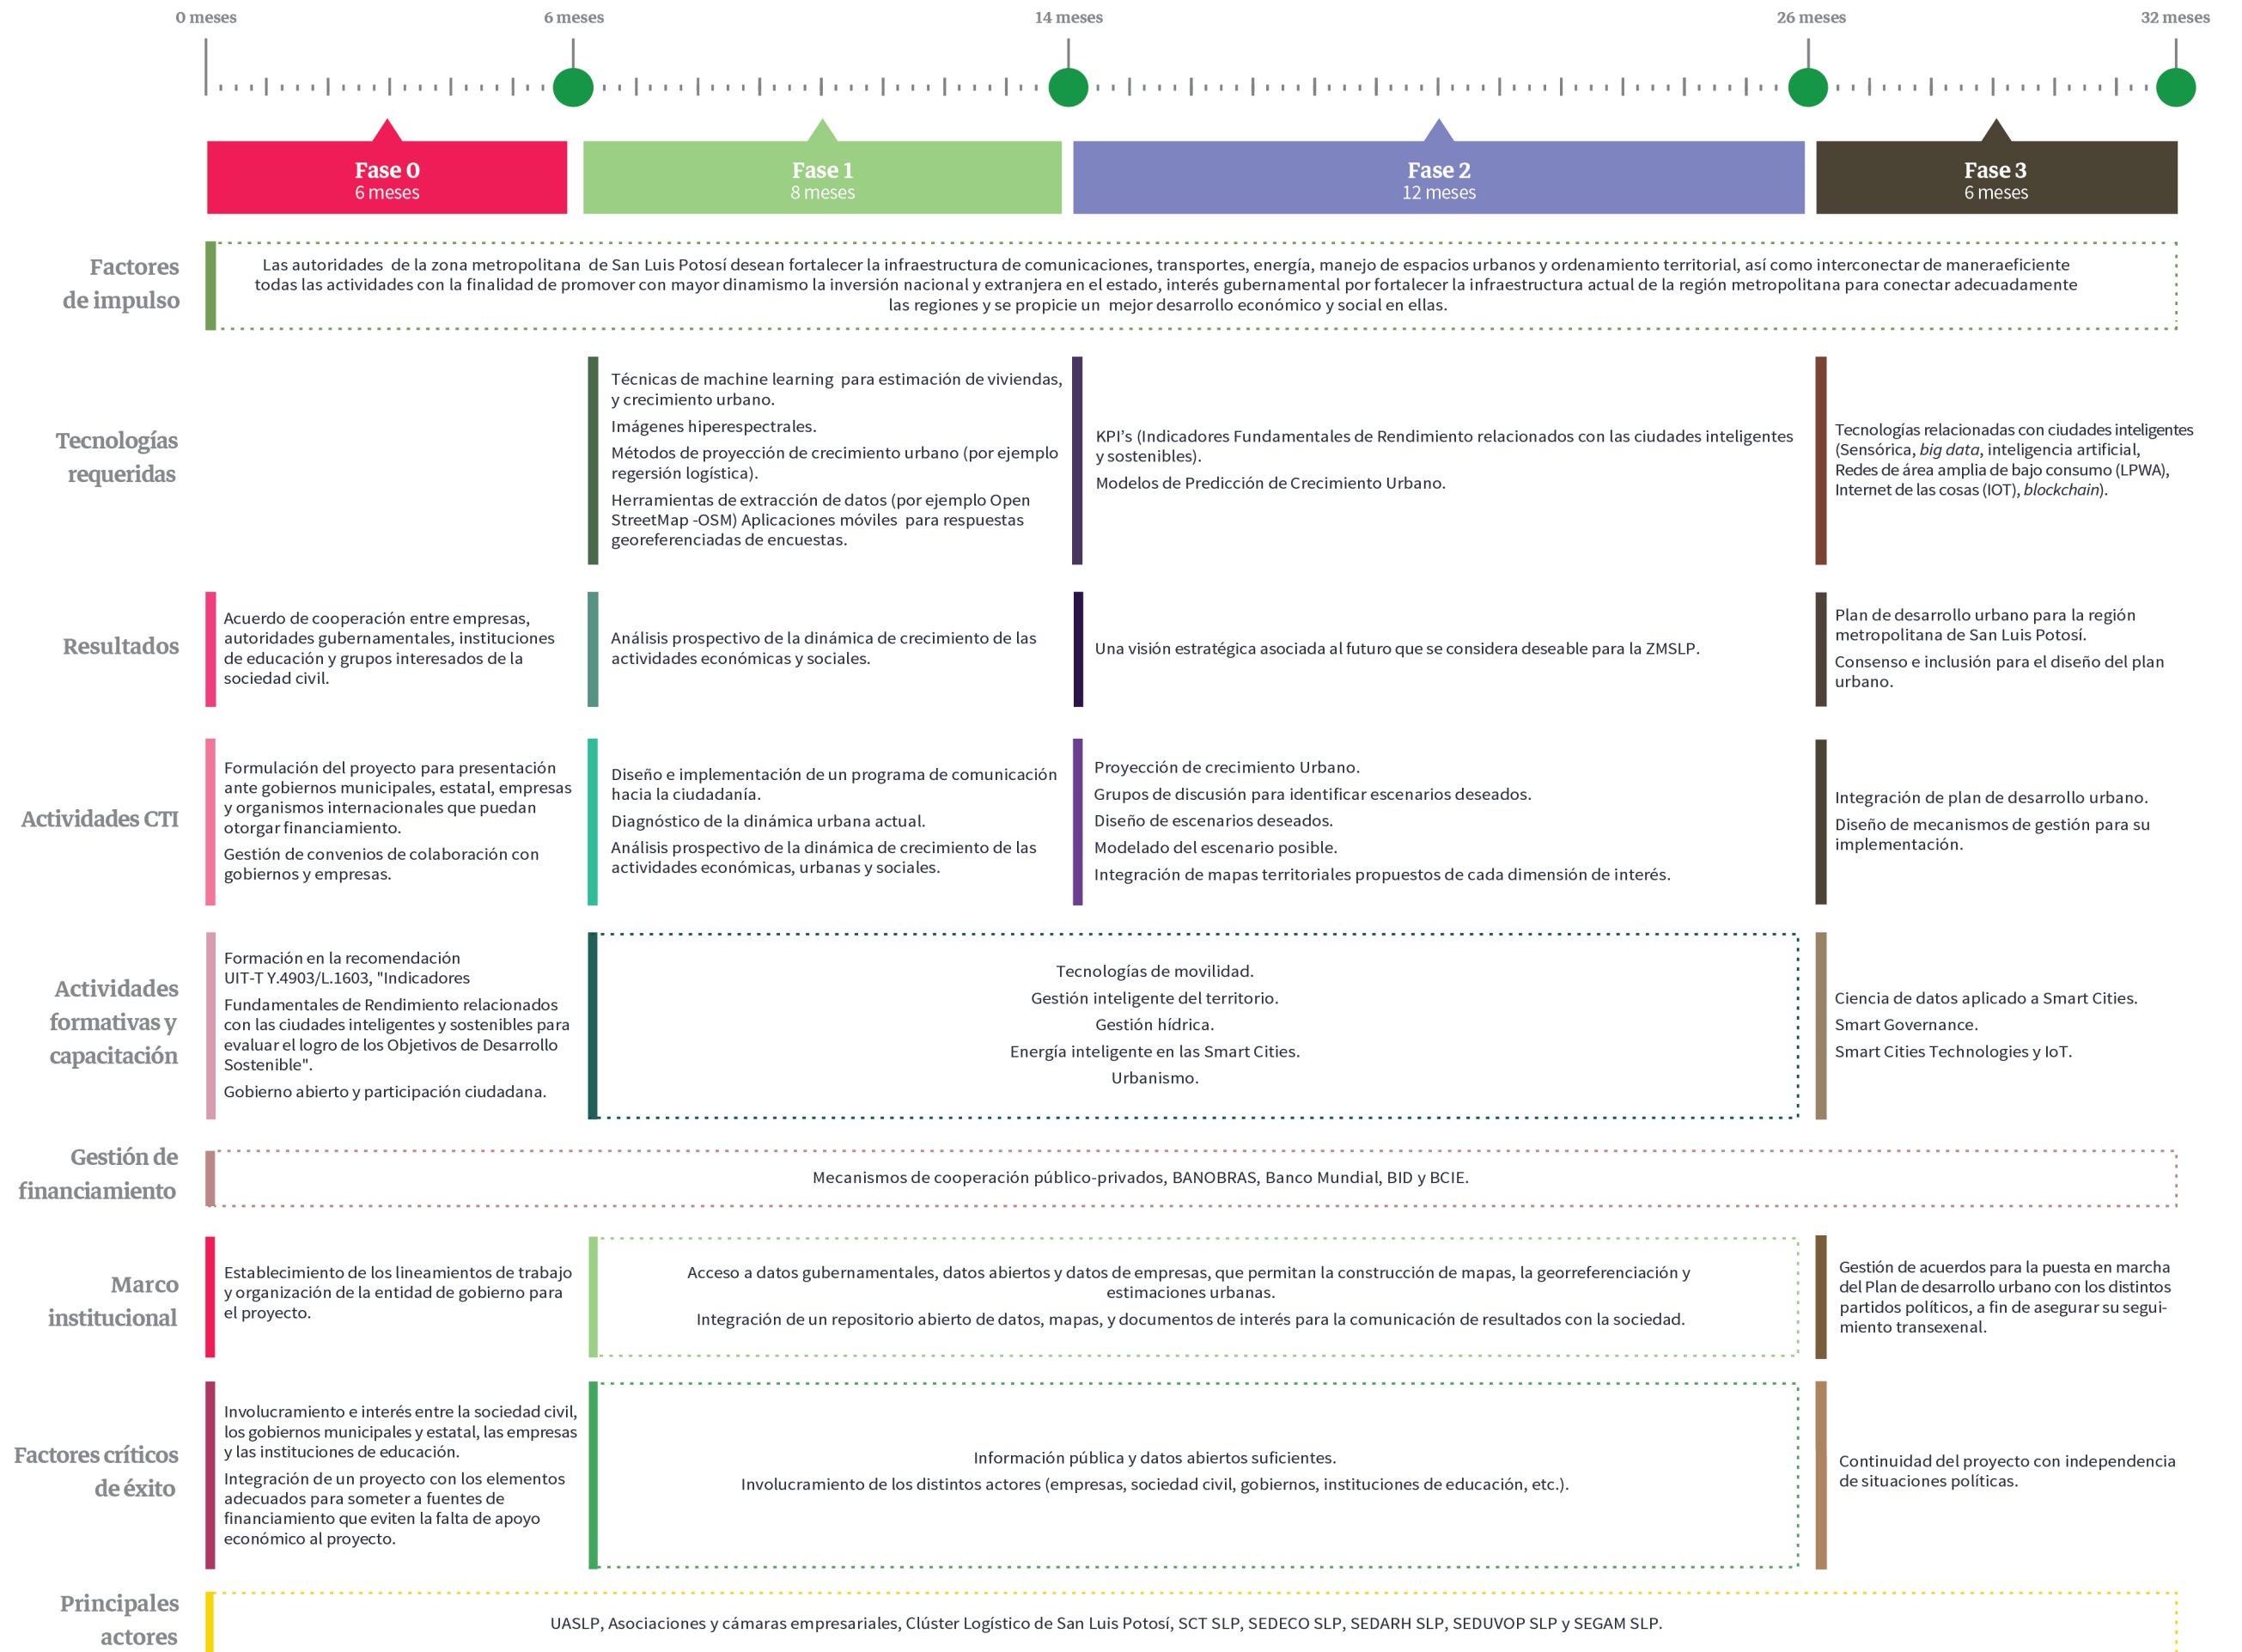 0 meses
6 meses
14 meses
26 meses
32 meses
Fase 0
6 meses
Fase 1
8 meses
Fase 2
12 meses
Fase 3
6 meses
Factores
de impulso
Las autoridades de la zona metropolitana de San Luis Potosí desean fortalecer la infraestructura de comunicaciones, transportes, energía, manejo de espacios urbanos y ordenamiento territorial, así como interconectar de maneraeficiente
todas las actividades con la finalidad de promover con mayor dinamismo la inversión nacional y extranjera en el estado, interés gubernamental por fortalecer la infraestructura actual de la región metropolitana para conectar adecuadamente
las regiones y se propicie un mejor desarrollo económico y social en ellas.
Tecnologías
requeridas
Técnicas de machine learning para estimación de viviendas,
y crecimiento urbano.
Imágenes hiperespectrales.
Métodos de proyección de crecimiento urbano (por ejemplo
regersión logística).
Herramientas de extracción de datos (por ejemplo Open
StreetMap -OSM) Aplicaciones móviles para respuestas
georeferenciadas de encuestas.
KPI’s (Indicadores Fundamentales de Rendimiento relacionados con las ciudades inteligentes
y sostenibles).
Modelos de Predicción de Crecimiento Urbano.
Tecnologías relacionadas con ciudades inteligentes
(Sensórica, big data, inteligencia artificial,
Redes de área amplia de bajo consumo (LPWA),
Internet de las cosas (IOT), blockchain).
Resultados
Acuerdo de cooperación entre empresas,
autoridades gubernamentales, instituciones
de educación y grupos interesados de la
sociedad civil.
Análisis prospectivo de la dinámica de crecimiento de las
actividades económicas y sociales.
Una visión estratégica asociada al futuro que se considera deseable para la ZMSLP.
Plan de desarrollo urbano para la región
metropolitana de San Luis Potosí.
Consenso e inclusión para el diseño del plan
urbano.
Actividades CTI
Formulación del proyecto para presentación
ante gobiernos municipales, estatal, empresas
y organismos internacionales que puedan
otorgar financiamiento.
Gestión de convenios de colaboración con
gobiernos y empresas.
Diseño e implementación de un programa de comunicación
hacia la ciudadanía.
Diagnóstico de la dinámica urbana actual.
Análisis prospectivo de la dinámica de crecimiento de las
actividades económicas, urbanas y sociales.
Proyección de crecimiento Urbano.
Grupos de discusión para identificar escenarios deseados.
Diseño de escenarios deseados.
Modelado del escenario posible.
Integración de mapas territoriales propuestos de cada dimensión de interés.
Integración de plan de desarrollo urbano.
Diseño de mecanismos de gestión para su
implementación.
Actividades
formativas y
capacitación
Formación en la recomendación
UIT-T Y.4903/L.1603, "Indicadores
Fundamentales de Rendimiento relacionados
con las ciudades inteligentes y sostenibles para
evaluar el logro de los Objetivos de Desarrollo
Sostenible".
Gobierno abierto y participación ciudadana.
Tecnologías de movilidad.
Gestión inteligente del territorio.
Gestión hídrica.
Energía inteligente en las Smart Cities.
Urbanismo.
Ciencia de datos aplicado a Smart Cities.
Smart Governance.
Smart Cities Technologies y IoT.
Gestión de
financiamiento
Mecanismos de cooperación público-privados, BANOBRAS, Banco Mundial, BID y BCIE.
Marco
institucional
Establecimiento de los lineamientos de trabajo
y organización de la entidad de gobierno para
el proyecto.
Acceso a datos gubernamentales, datos abiertos y datos de empresas, que permitan la construcción de mapas, la georreferenciación y
estimaciones urbanas.
Integración de un repositorio abierto de datos, mapas, y documentos de interés para la comunicación de resultados con la sociedad.
Gestión de acuerdos para la puesta en marcha
del Plan de desarrollo urbano con los distintos
partidos políticos, a fin de asegurar su segui-
miento transexenal.
Factores críticos
de éxito
Involucramiento e interés entre la sociedad civil,
los gobiernos municipales y estatal, las empresas
y las instituciones de educación.
Integración de un proyecto con los elementos
adecuados para someter a fuentes de
financiamiento que eviten la falta de apoyo
económico al proyecto.
Información pública y datos abiertos suficientes.
Involucramiento de los distintos actores (empresas, sociedad civil, gobiernos, instituciones de educación, etc.).
Continuidad del proyecto con independencia
de situaciones políticas.
Principales
actores
UASLP, Asociaciones y cámaras empresariales, Clúster Logístico de San Luis Potosí, SCT SLP, SEDECO SLP, SEDARH SLP, SEDUVOP SLP y SEGAM SLP.